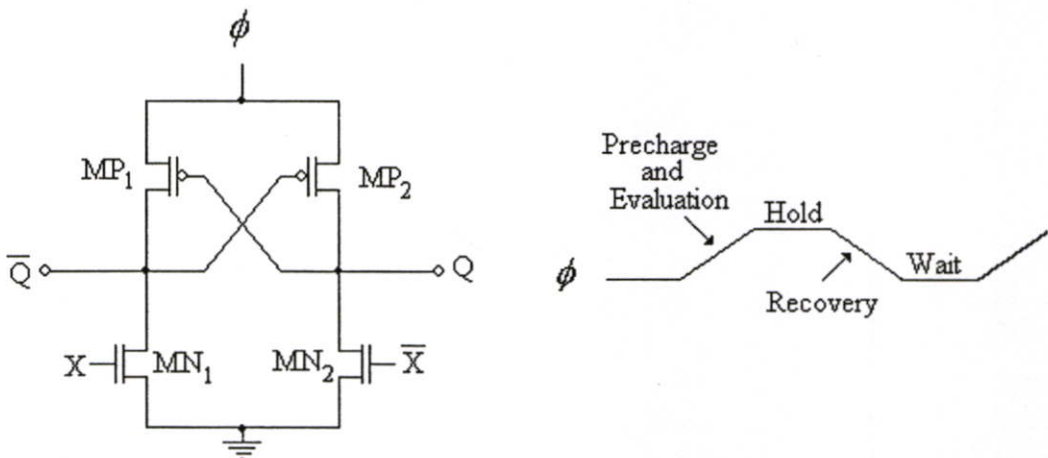 ϕ
MP₁
MP₂
Q̅
Q
X
MN₁
MN₂
X̅
Precharge
and
Evaluation
Hold
Recovery
Wait
ϕ